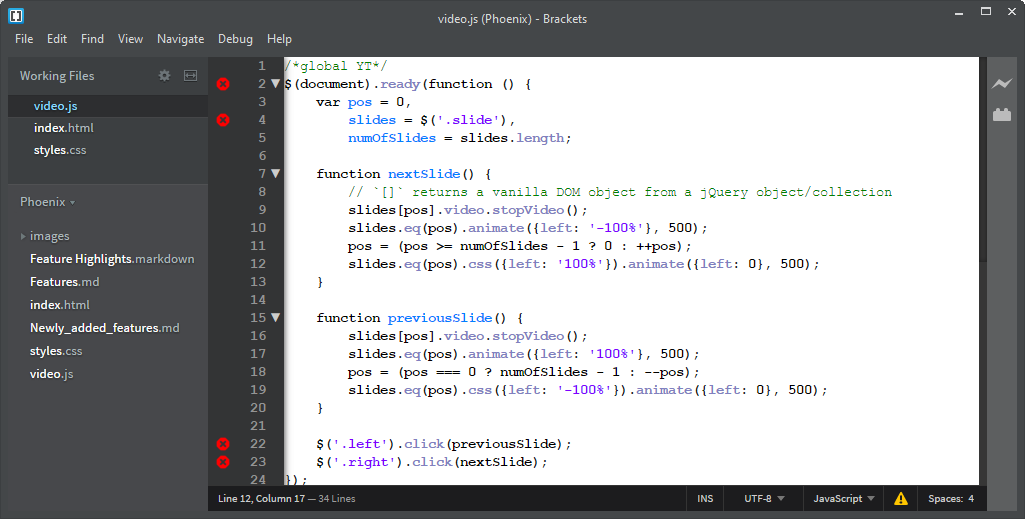 video.js (Phoenix) - Brackets
File Edit Find View Navigate Debug Help
Working Files
video.js
index.html
styles.css
Phoenix
images
Feature Highlights.markdown
Features.md
index.html
Newly_added_features.md
styles.css
video.js
1 /*global YT*/
2 $(document).ready(function () {
3     var pos = 0,
4         slides = $('.slide'),
5         numOfSlides = slides.length;
6
7     function nextSlide() {
8         // `[]` returns a vanilla DOM object from a jQuery object/collection
9         slides[pos].video.stopVideo();
10         slides.eq(pos).animate({left: '-100%'}, 500);
11         pos = (pos >= numOfSlides - 1 ? 0 : ++pos);
12         slides.eq(pos).css({left: '100%'}).animate({left: 0}, 500);
13     }
14
15     function previousSlide() {
16         slides[pos].video.stopVideo();
17         slides.eq(pos).animate({left: '100%'}, 500);
18         pos = (pos === 0 ? numOfSlides - 1 : --pos);
19         slides.eq(pos).css({left: '-100%'}).animate({left: 0}, 500);
20     }
21
22     $('.left').click(previousSlide);
23     $('.right').click(nextSlide);
24 });
Line 12, Column 17 — 34 Lines INS UTF-8 JavaScript Spaces: 4